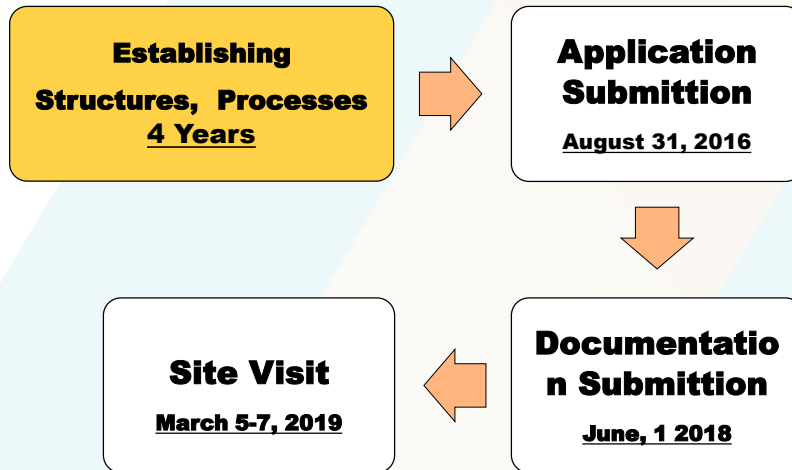 Establishing
Structures, Processes
4 Years
Application
Submittion
August 31, 2016
Documentatio
n Submittion
June, 1 2018
Site Visit
March 5-7, 2019